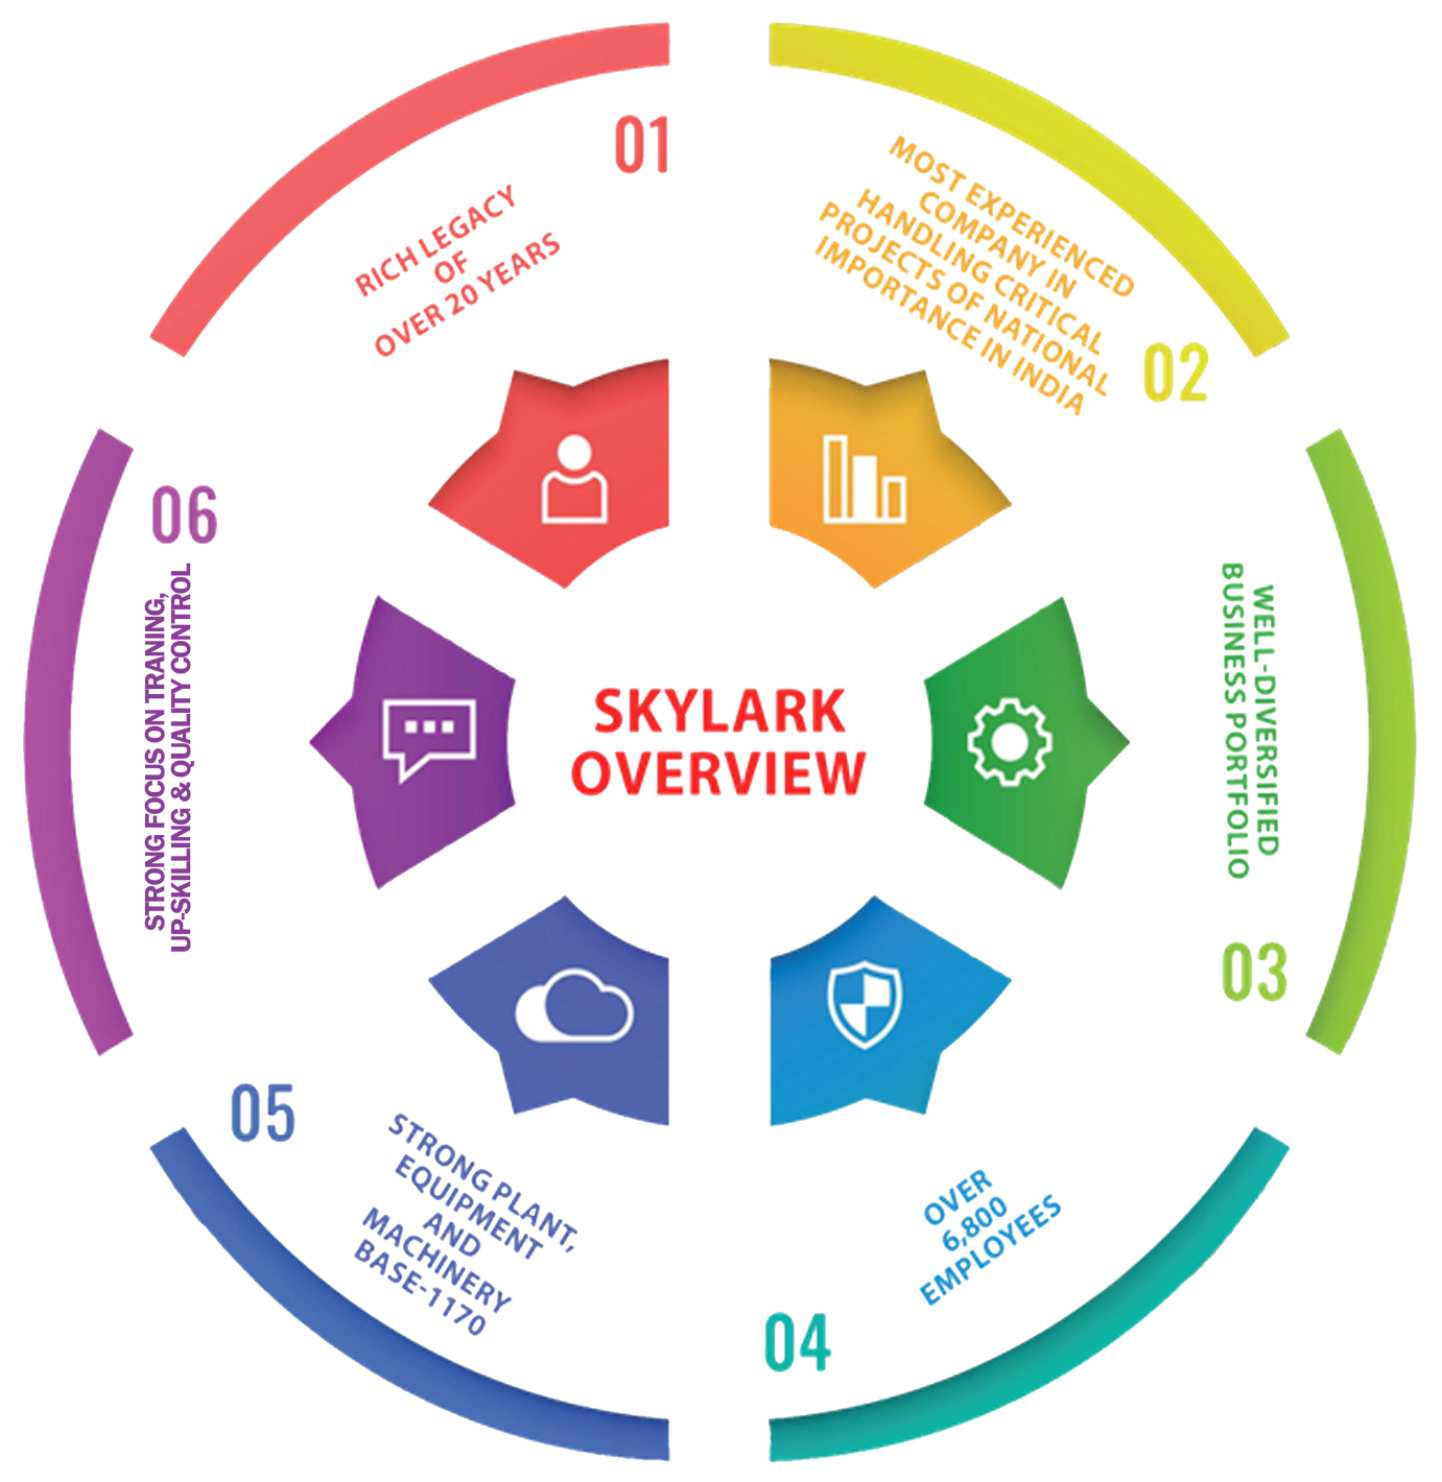 SKYLARK
OVERVIEW
01
RICH LEGACY
OF
OVER 20 YEARS
MOST EXPERIENCED
COMPANY IN
HANDLING CRITICAL
PROJECTS OF NATIONAL
IMPORTANCE IN INDIA
02
WELL-DIVERSIFIED
BUSINESS PORTFOLIO
03
OVER
6,800
EMPLOYEES
04
05
STRONG PLANT,
EQUIPMENT
AND
MACHINERY
BASE-1170
06
STRONG FOCUS ON TRAINING,
UP-SKILLING & QUALITY CONTROL